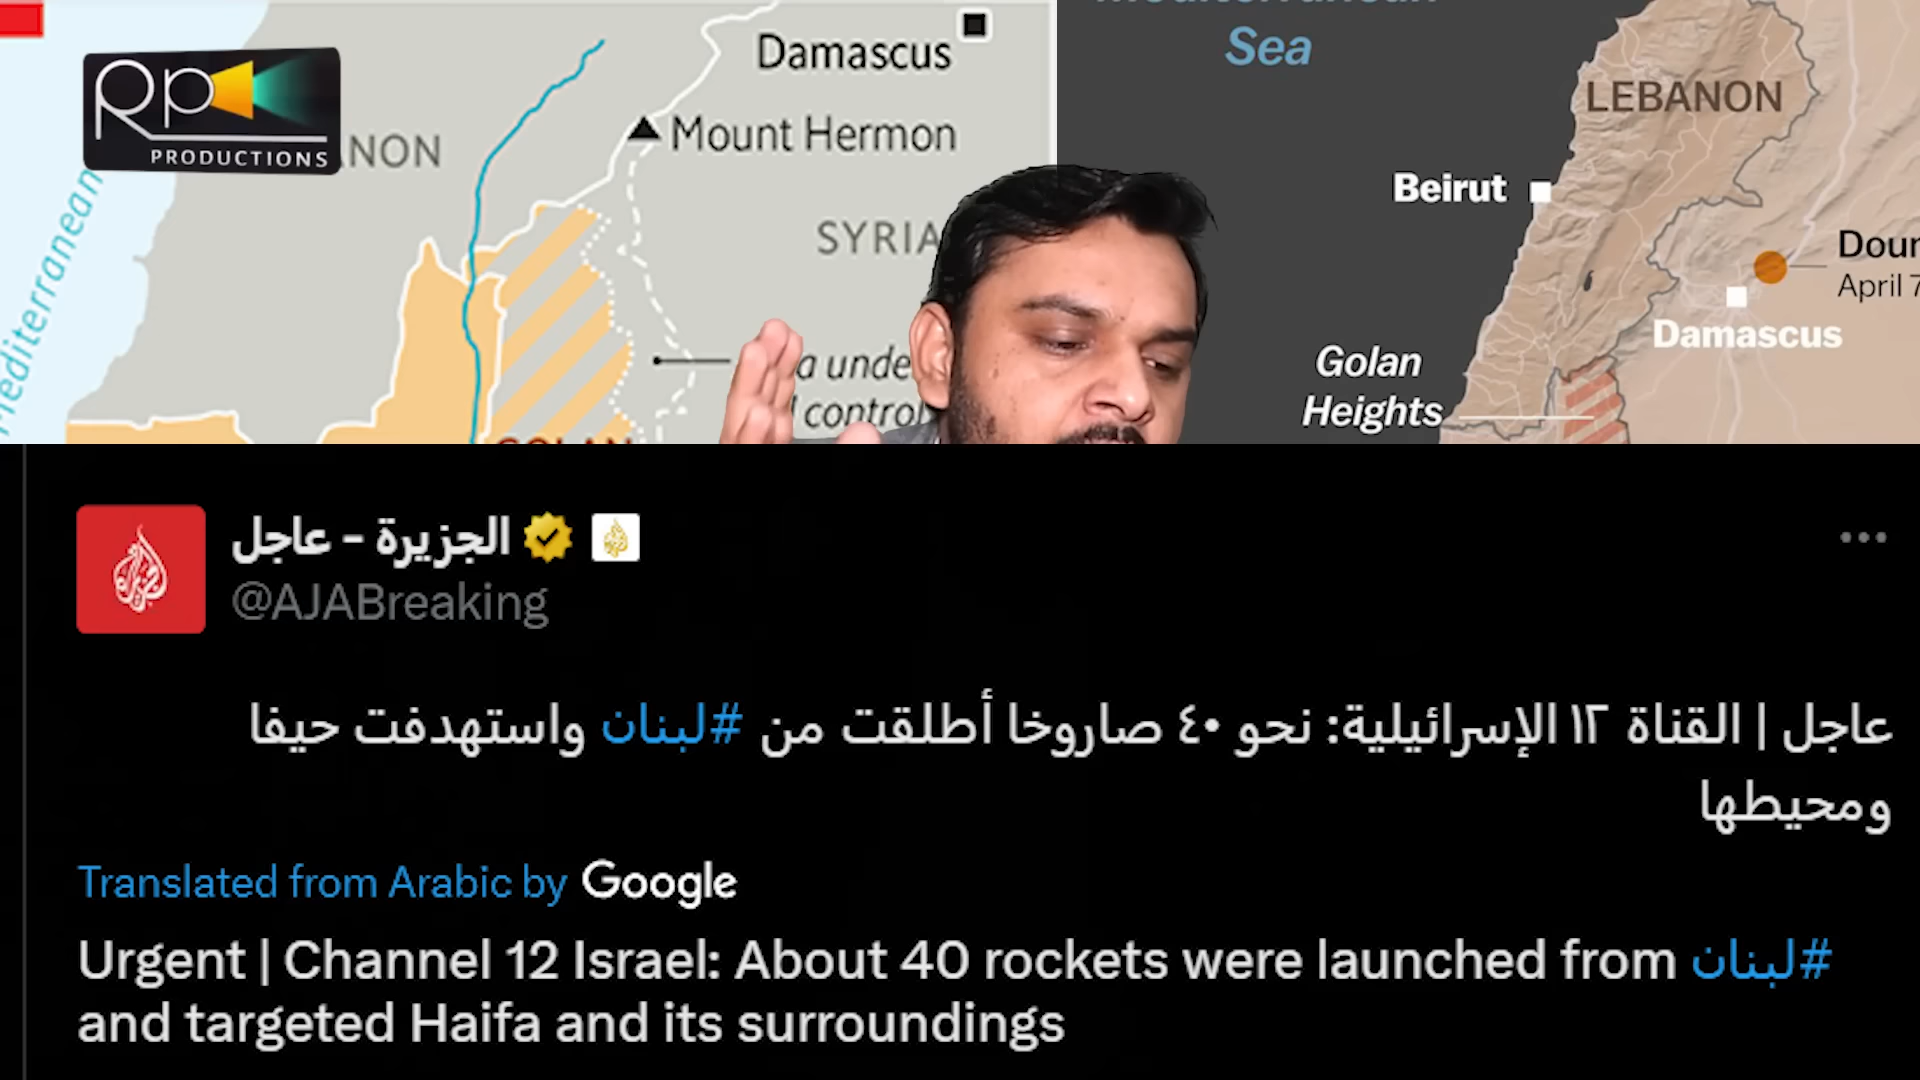 Damascus
Mount Hermon
NON
SYRIA
Mediterranean
a unde
control
Rp
PRODUCTIONS
Sea
LEBANON
Beirut
Dour
April 7
Damascus
Golan
Heights
الجزيرة - عاجل
@AJABreaking
عاجل | القناة ١٢ الإسرائيلية: نحو ٤٠ صاروخا أطلقت من #لبنان واستهدفت حيفا
ومحيطها
Translated from Arabic by Google
Urgent | Channel 12 Israel: About 40 rockets were launched from #لبنان
and targeted Haifa and its surroundings